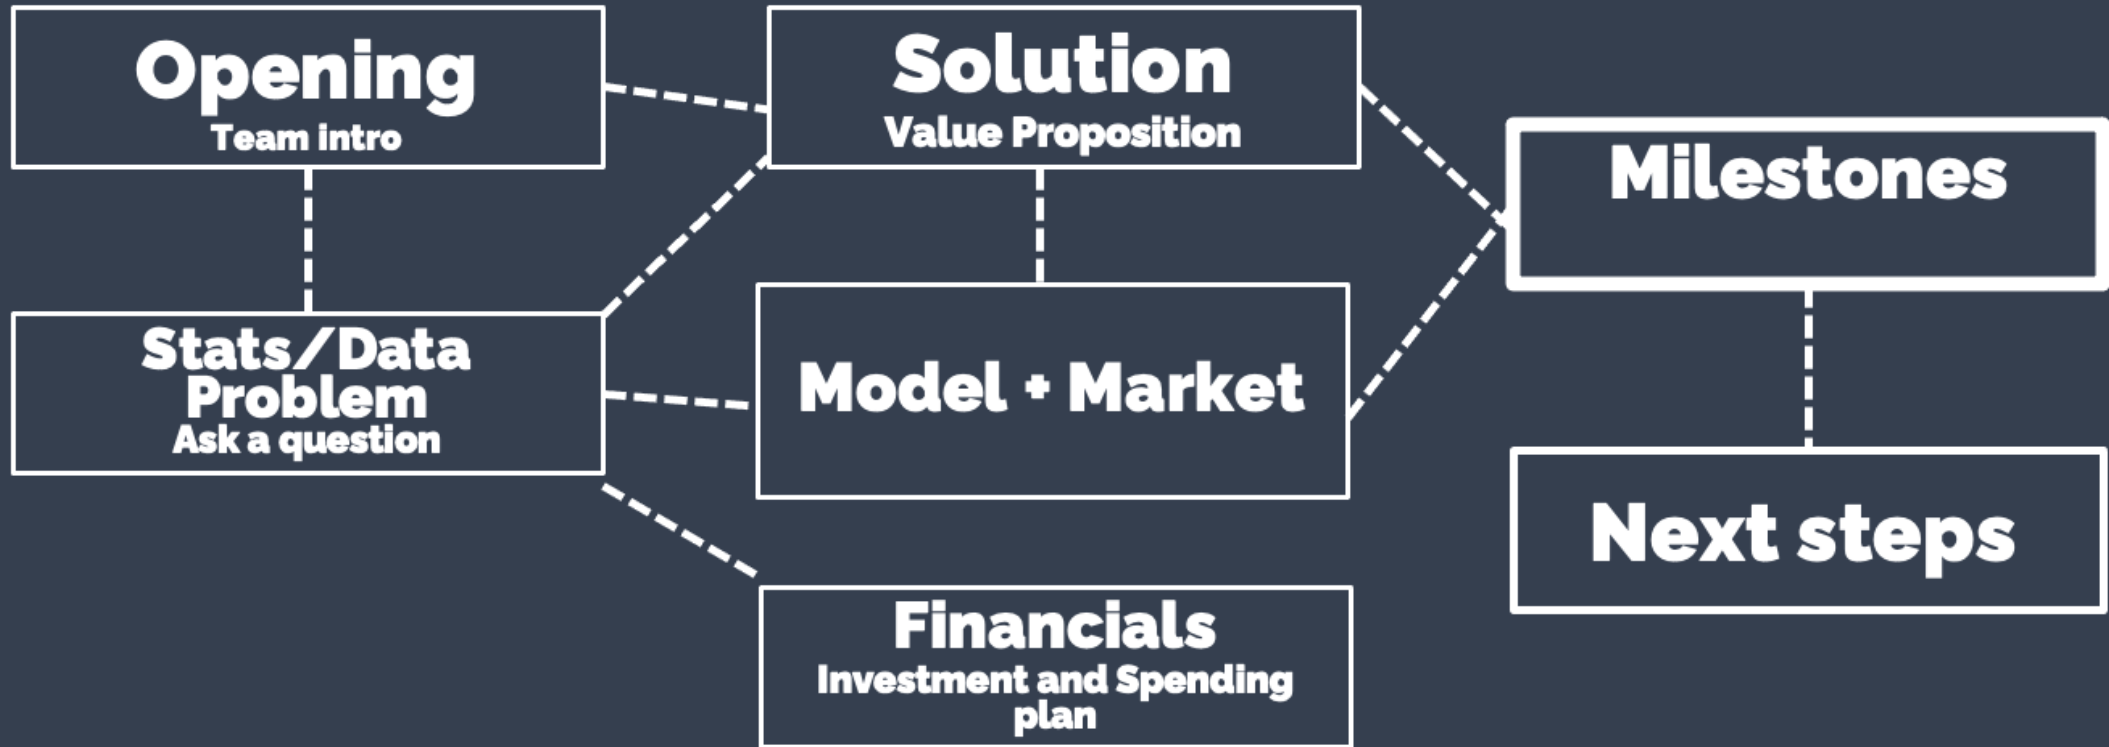 Opening
Team intro
Solution
Value Proposition
Milestones
Stats/Data
Problem
Ask a question
Model + Market
Next steps
Financials
Investment and Spending
plan